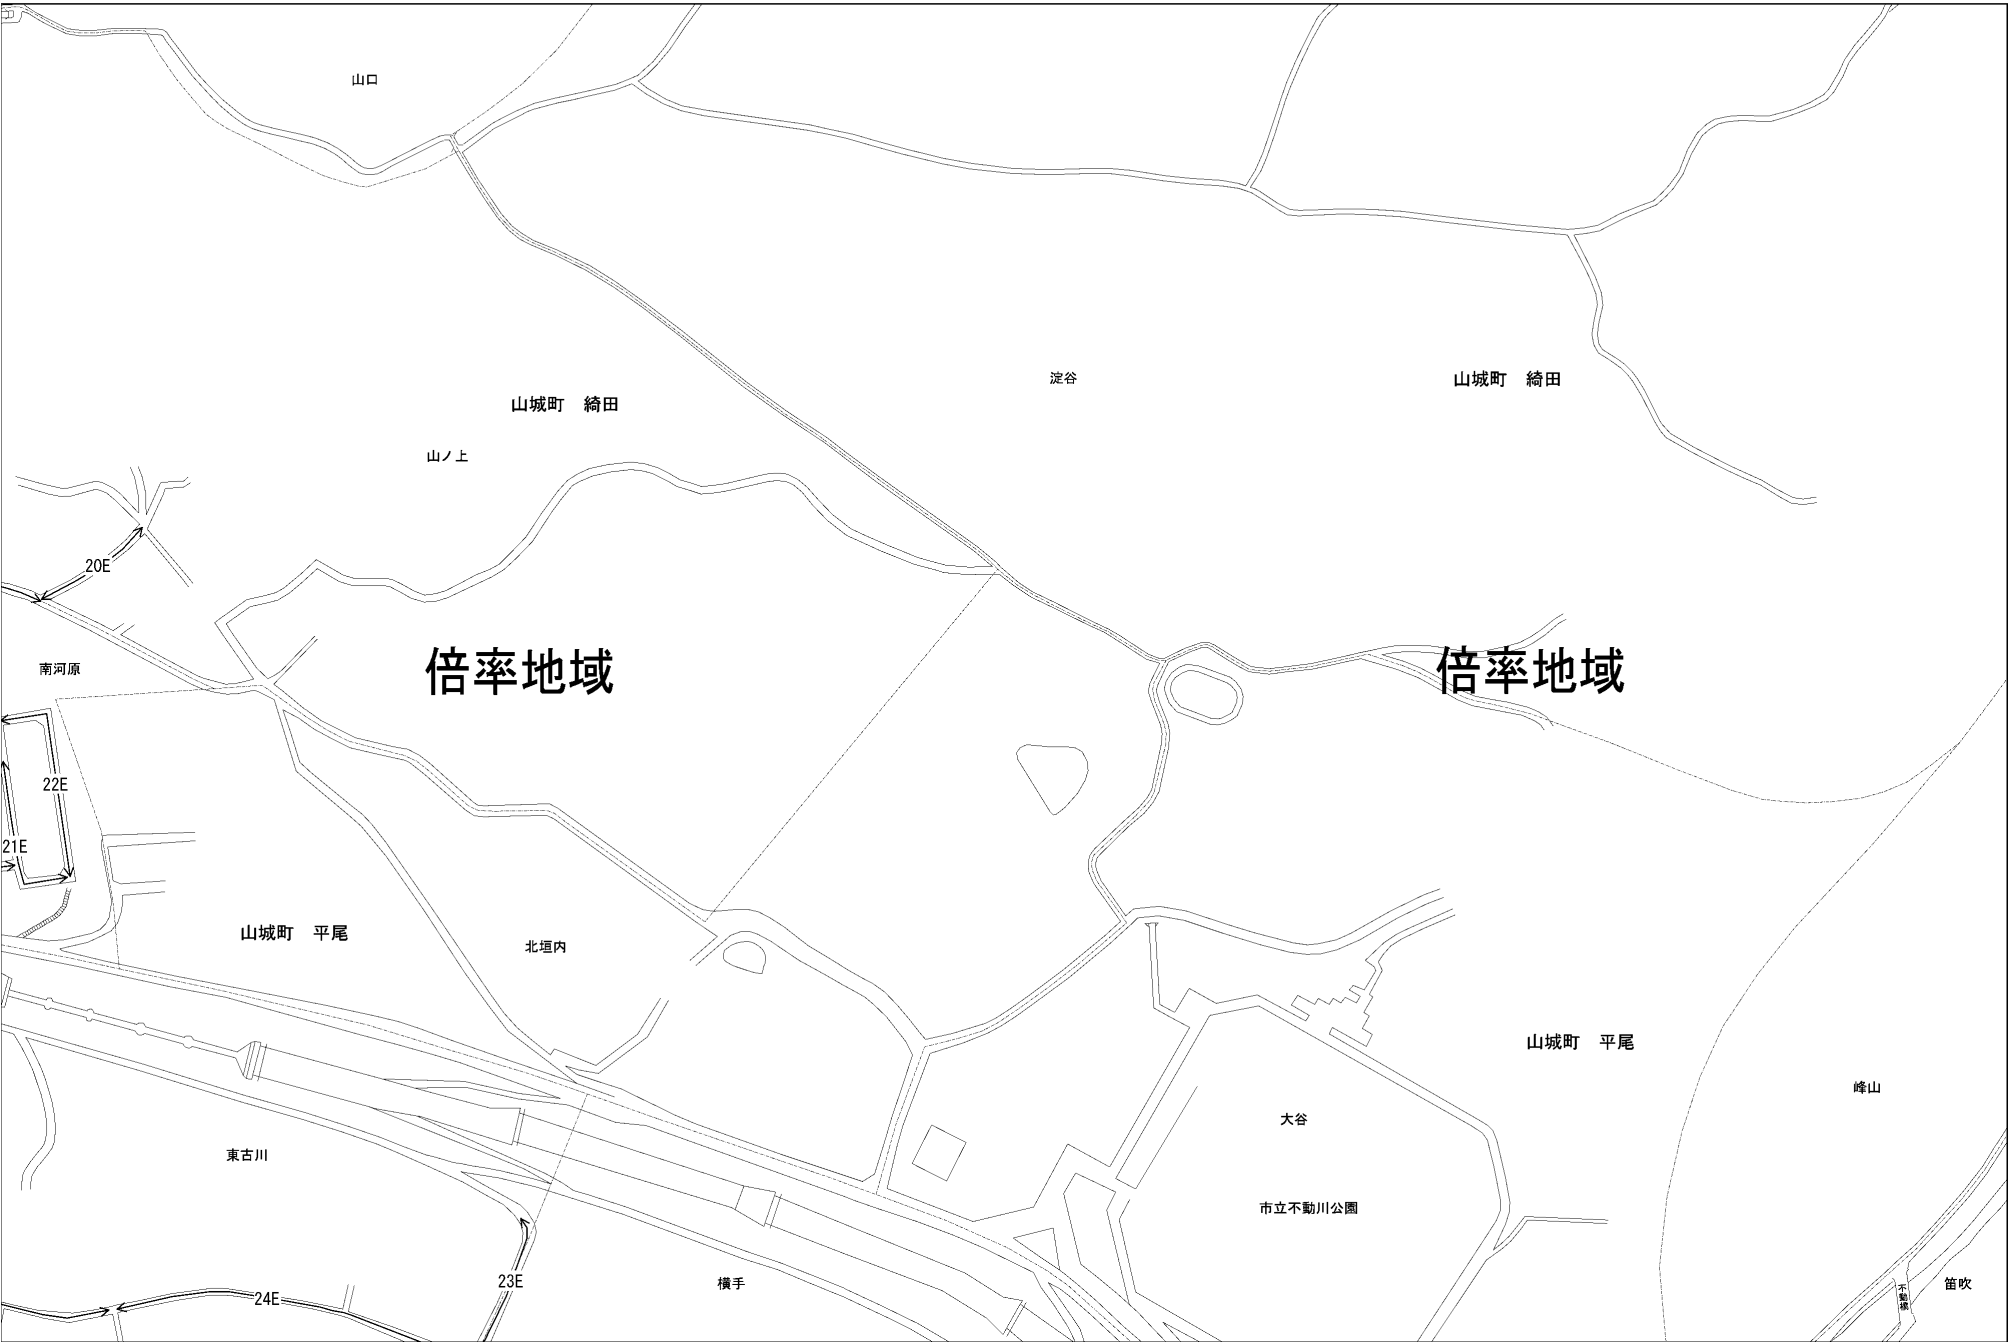 山口
淀谷
山城町　綺田
山城町　綺田
山ノ上
20E
南河原
倍率地域
倍率地域
22E
21E
山城町　平尾
北垣内
山城町　平尾
峰山
大谷
東古川
市立不動川公園
23E
横手
24E
笛吹
不動橋